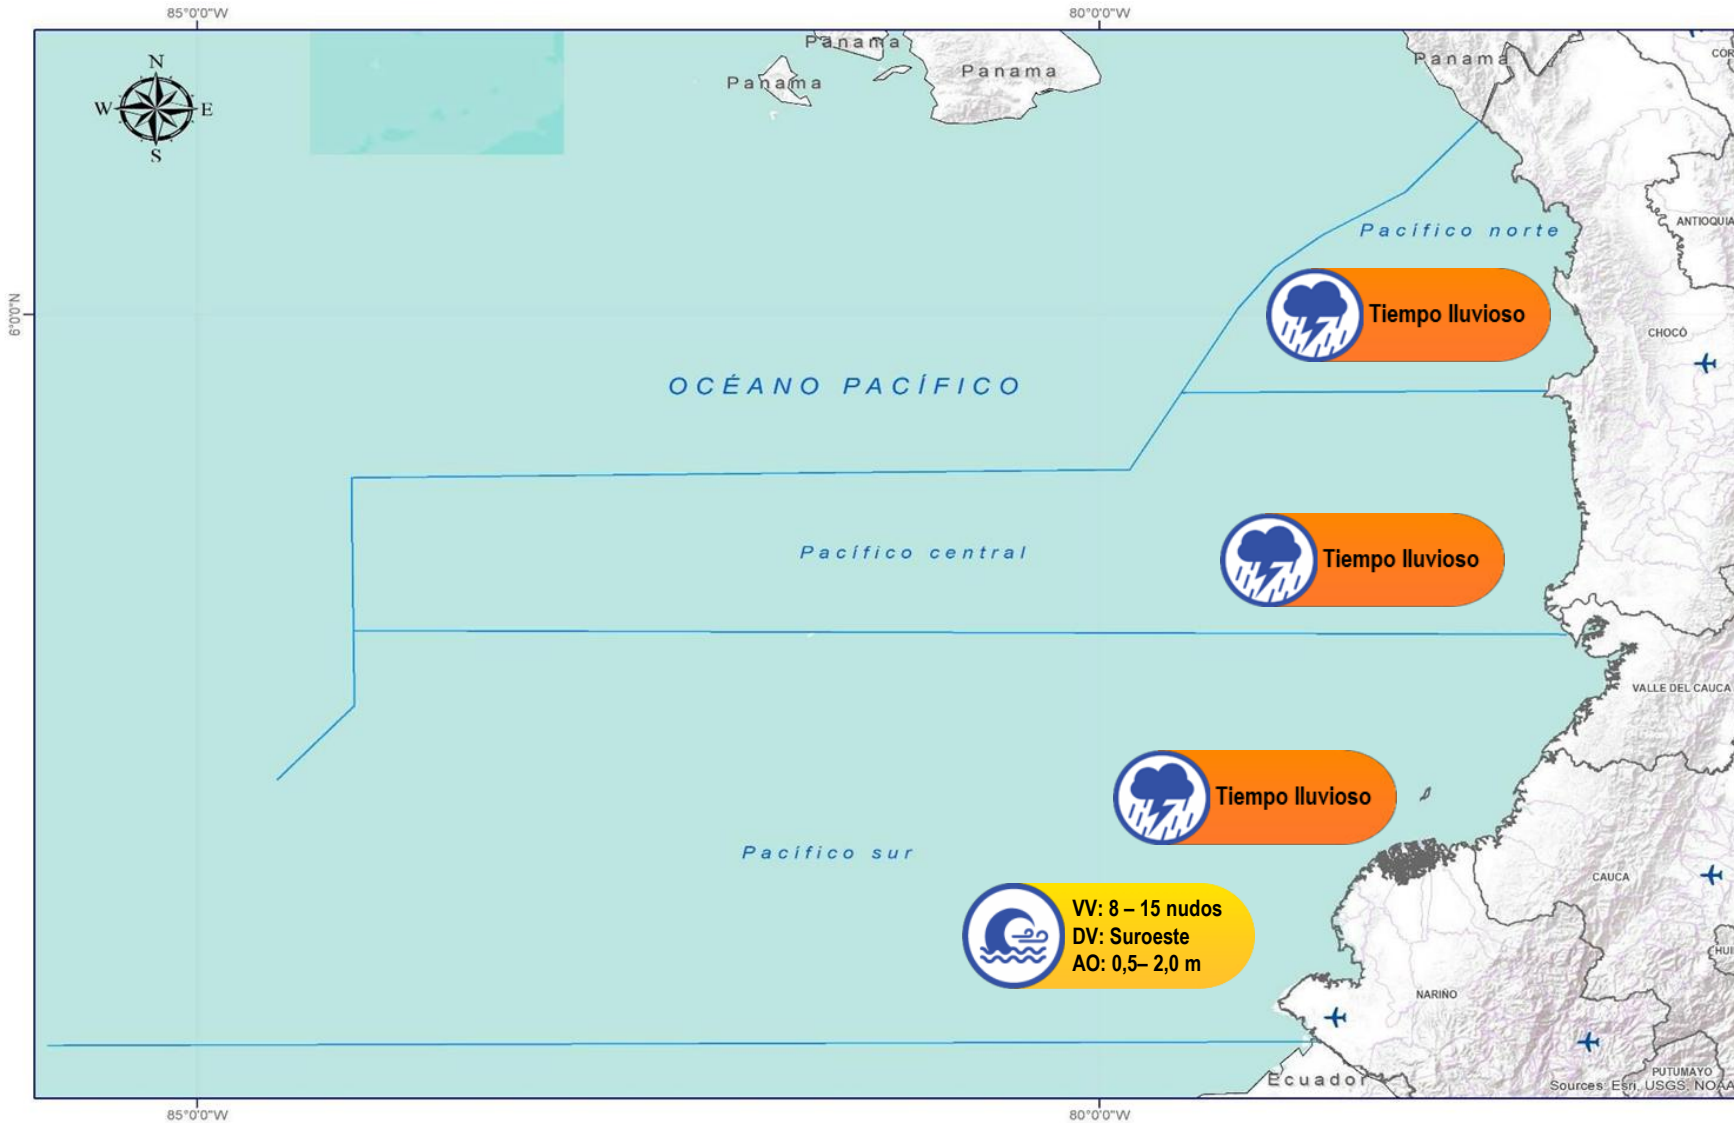 85°0'0"W
80°0'0"W
N
W
E
S
Panama
Panama
Panama
Panama
ANTIOQUIA
Pacífico norte
6°0'0"N
Tiempo lluvioso
CHOCÓ
OCÉANO PACÍFICO
Pacífico central
Tiempo lluvioso
VALLE DEL CAUCA
Tiempo lluvioso
Pacífico sur
CAUCA
VV: 8 – 15 nudos
DV: Suroeste
AO: 0,5– 2,0 m
NARIÑO
Ecuador
PUTUMAYO
Sources: Esri, USGS, NOAA
85°0'0"W
80°0'0"W